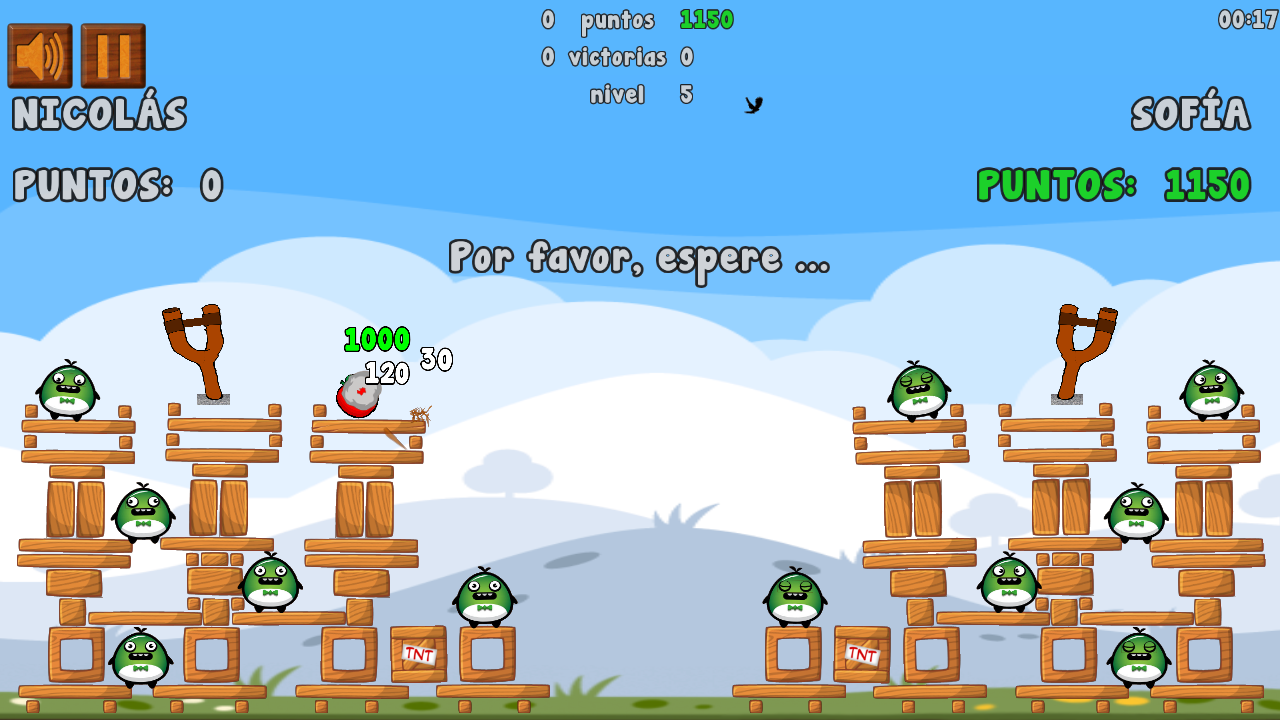 0 puntos 1150
00:17
0 victorias 0
nivel 5
NICOLÁS
SOFÍA
PUNTOS: 0
PUNTOS: 1150
Por favor, espere ...
1000
30
120
TNT
TNT